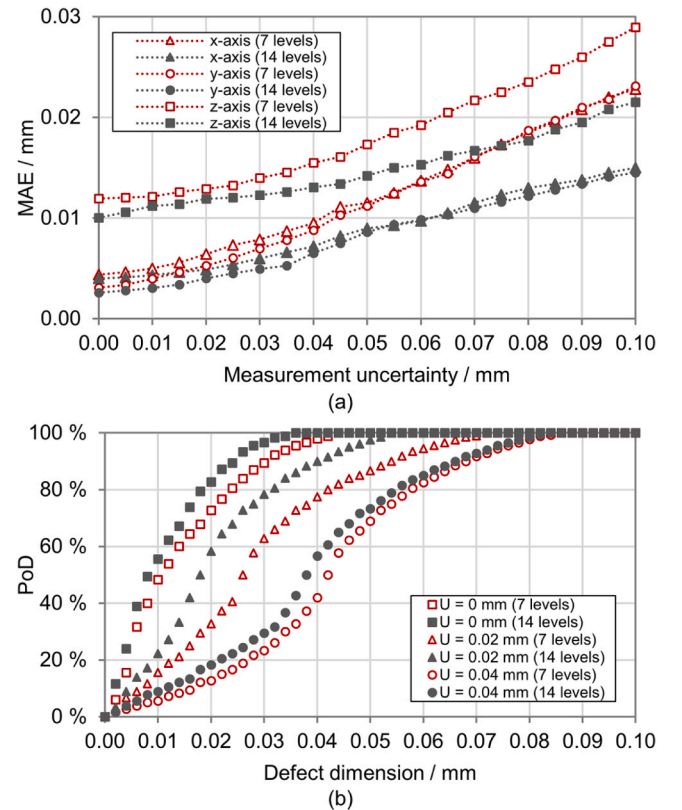 (a)
0.03
0.02
0.01
0.00
MAE / mm
x-axis (7 levels)
x-axis (14 levels)
y-axis (7 levels)
y-axis (14 levels)
z-axis (7 levels)
z-axis (14 levels)
0.00 0.01 0.02 0.03 0.04 0.05 0.06 0.07 0.08 0.09 0.10
Measurement uncertainty / mm
(a)
100 %
80 %
60 %
40 %
20 %
0 %
PoD
U = 0 mm (7 levels)
U = 0 mm (14 levels)
U = 0.02 mm (7 levels)
U = 0.02 mm (14 levels)
U = 0.04 mm (7 levels)
U = 0.04 mm (14 levels)
0.00 0.01 0.02 0.03 0.04 0.05 0.06 0.07 0.08 0.09 0.10
Defect dimension / mm
(b)